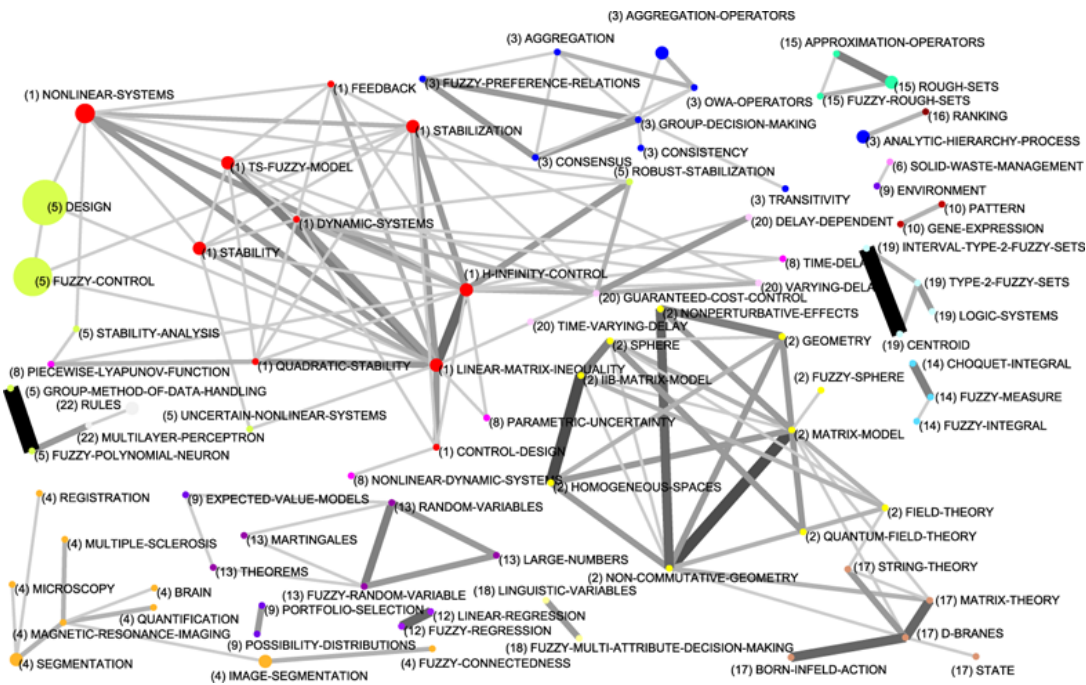 (3) AGGREGATION-OPERATORS
(3) AGGREGATION
(15) APPROXIMATION-OPERATORS
(1) NONLINEAR-SYSTEMS
(1) FEEDBACK
(3) FUZZY-PREFERENCE-RELATIONS
(15) ROUGH-SETS
(3) OWA-OPERATORS
(15) FUZZY-ROUGH-SETS
(16) RANKING
(1) STABILIZATION
(3) GROUP-DECISION-MAKING
(3) ANALYTIC-HIERARCHY-PROCESS
(1) TS-FUZZY-MODEL
(3) CONSENSUS
(3) CONSISTENCY
(6) SOLID-WASTE-MANAGEMENT
(5) ROBUST-STABILIZATION
(9) ENVIRONMENT
(3) TRANSITIVITY
(5) DESIGN
(10) PATTERN
(1) DYNAMIC-SYSTEMS
(20) DELAY-DEPENDENT
(10) GENE-EXPRESSION
(1) STABILITY
(19) INTERVAL-TYPE-2-FUZZY-SETS
(8) TIME-DELA
(5) FUZZY-CONTROL
(1) H-INFINITY-CONTROL
(19) TYPE-2-FUZZY-SETS
(20) VARYING-DELA
(20) GUARANTEED-COST-CONTROL
(2) NONPERTURBATIVE-EFFECTS
(19) LOGIC-SYSTEMS
(5) STABILITY-ANALYSIS
(20) TIME-VARYING-DELAY
(2) GEOMETRY
(19) CENTROID
(2) SPHERE
(8) PIECEWISE-LYAPUNOV-FUNCTION
(1) QUADRATIC-STABILITY
(1) LINEAR-MATRIX-INEQUALITY
(14) CHOQUET-INTEGRAL
(2) IIB-MATRIX-MODEL
(2) FUZZY-SPHERE
(5) GROUP-METHOD-OF-DATA-HANDLING
(14) FUZZY-MEASURE
(22) RULES
(5) UNCERTAIN-NONLINEAR-SYSTEMS
(8) PARAMETRIC-UNCERTAINTY
(14) FUZZY-INTEGRAL
(22) MULTILAYER-PERCEPTRON
(2) MATRIX-MODEL
(5) FUZZY-POLYNOMIAL-NEURON
(1) CONTROL-DESIGN
(8) NONLINEAR-DYNAMIC-SYSTEMS
(2) HOMOGENEOUS-SPACES
(4) REGISTRATION
(9) EXPECTED-VALUE-MODELS
(13) RANDOM-VARIABLES
(2) FIELD-THEORY
(4) MULTIPLE-SCLEROSIS
(13) MARTINGALES
(2) QUANTUM-FIELD-THEORY
(13) LARGE-NUMBERS
(13) THEOREMS
(2) NON-COMMUTATIVE-GEOMETRY
(17) STRING-THEORY
(4) MICROSCOPY
(4) BRAIN
(13) FUZZY-RANDOM-VARIABLE
(18) LINGUISTIC-VARIABLES
(17) MATRIX-THEORY
(4) QUANTIFICATION
(9) PORTFOLIO-SELECTION
(12) LINEAR-REGRESSION
(4) MAGNETIC-RESONANCE-IMAGING
(12) FUZZY-REGRESSION
(17) D-BRANES
(9) POSSIBILITY-DISTRIBUTIONS
(18) FUZZY-MULTI-ATTRIBUTE-DECISION-MAKING
(4) SEGMENTATION
(4) IMAGE-SEGMENTATION
(4) FUZZY-CONNECTEDNESS
(17) BORN-INFELD-ACTION
(17) STATE